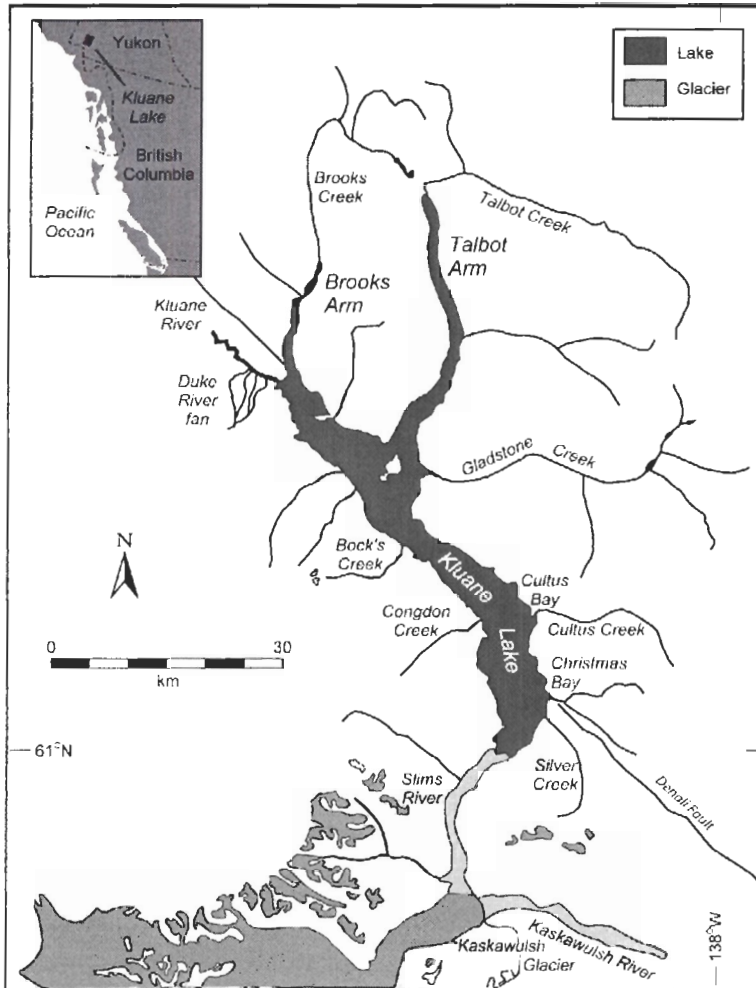 Yukon
Kluane
Lake
British
Columbia
Pacific
Ocean
Lake
Glacier
Brooks
Creek
Talbot Creek
Talbot
Arm
Brooks
Arm
Kluane
River
Duke
River
fan
Gladstone Creek
N
Bock's
Creek
Kluane
Lake
Cultus
Bay
Congdon
Creek
Cultus Creek
0 30
km
Christmas
Bay
61°N
Slims
River
Silver
Creek
Denali Fault
Kaskawulsh River
Kaskawulsh
Glacier
138°W